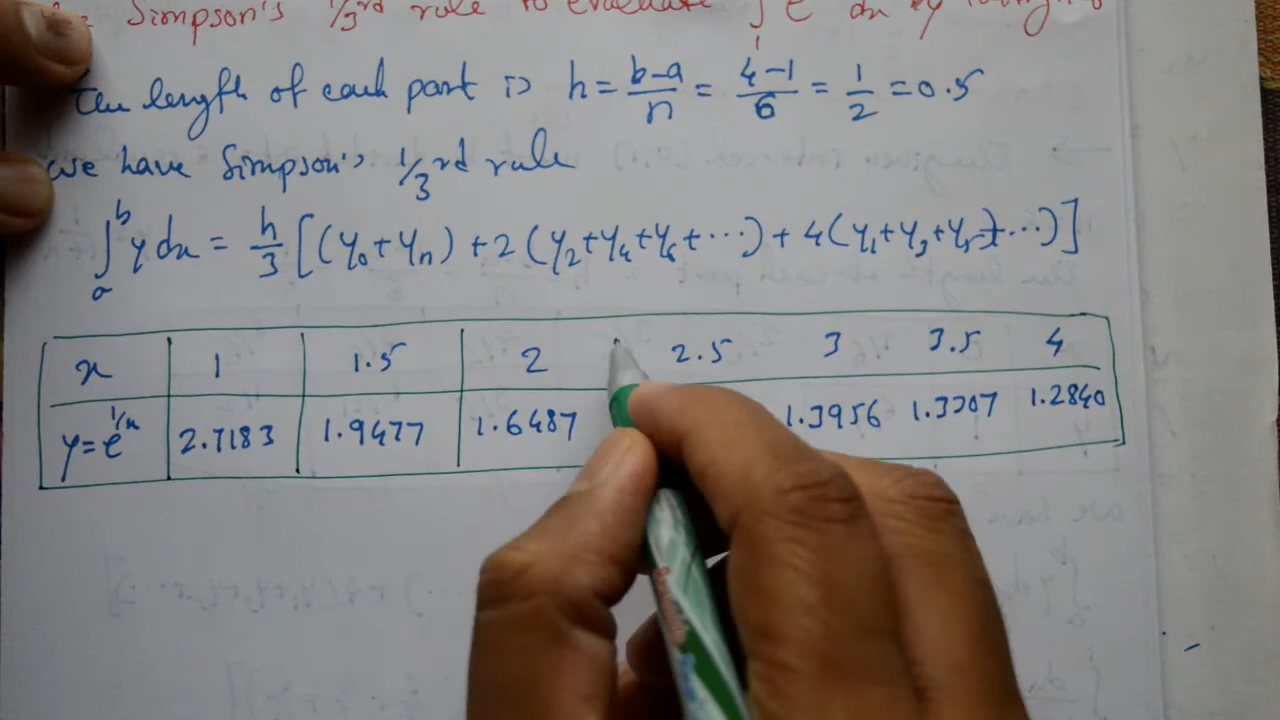 Simpson's 1/3rd rule to evaluate ∫ e dx by
The length of each part is h = (b-a)/n = (4-1)/6 = 1/2 = 0.5
we have Simpson's 1/3rd rule
∫ₐᵇ y dx = h/3 [(y₀+yₙ) + 2(y₂+y₄+y₆+⋯) + 4(y₁+y₃+y₅+⋯)]
x 1 1.5 2 2.5 3 3.5 4
y=e^(1/x) 2.7183 1.9477 1.6487 1.3956 1.3307 1.2840